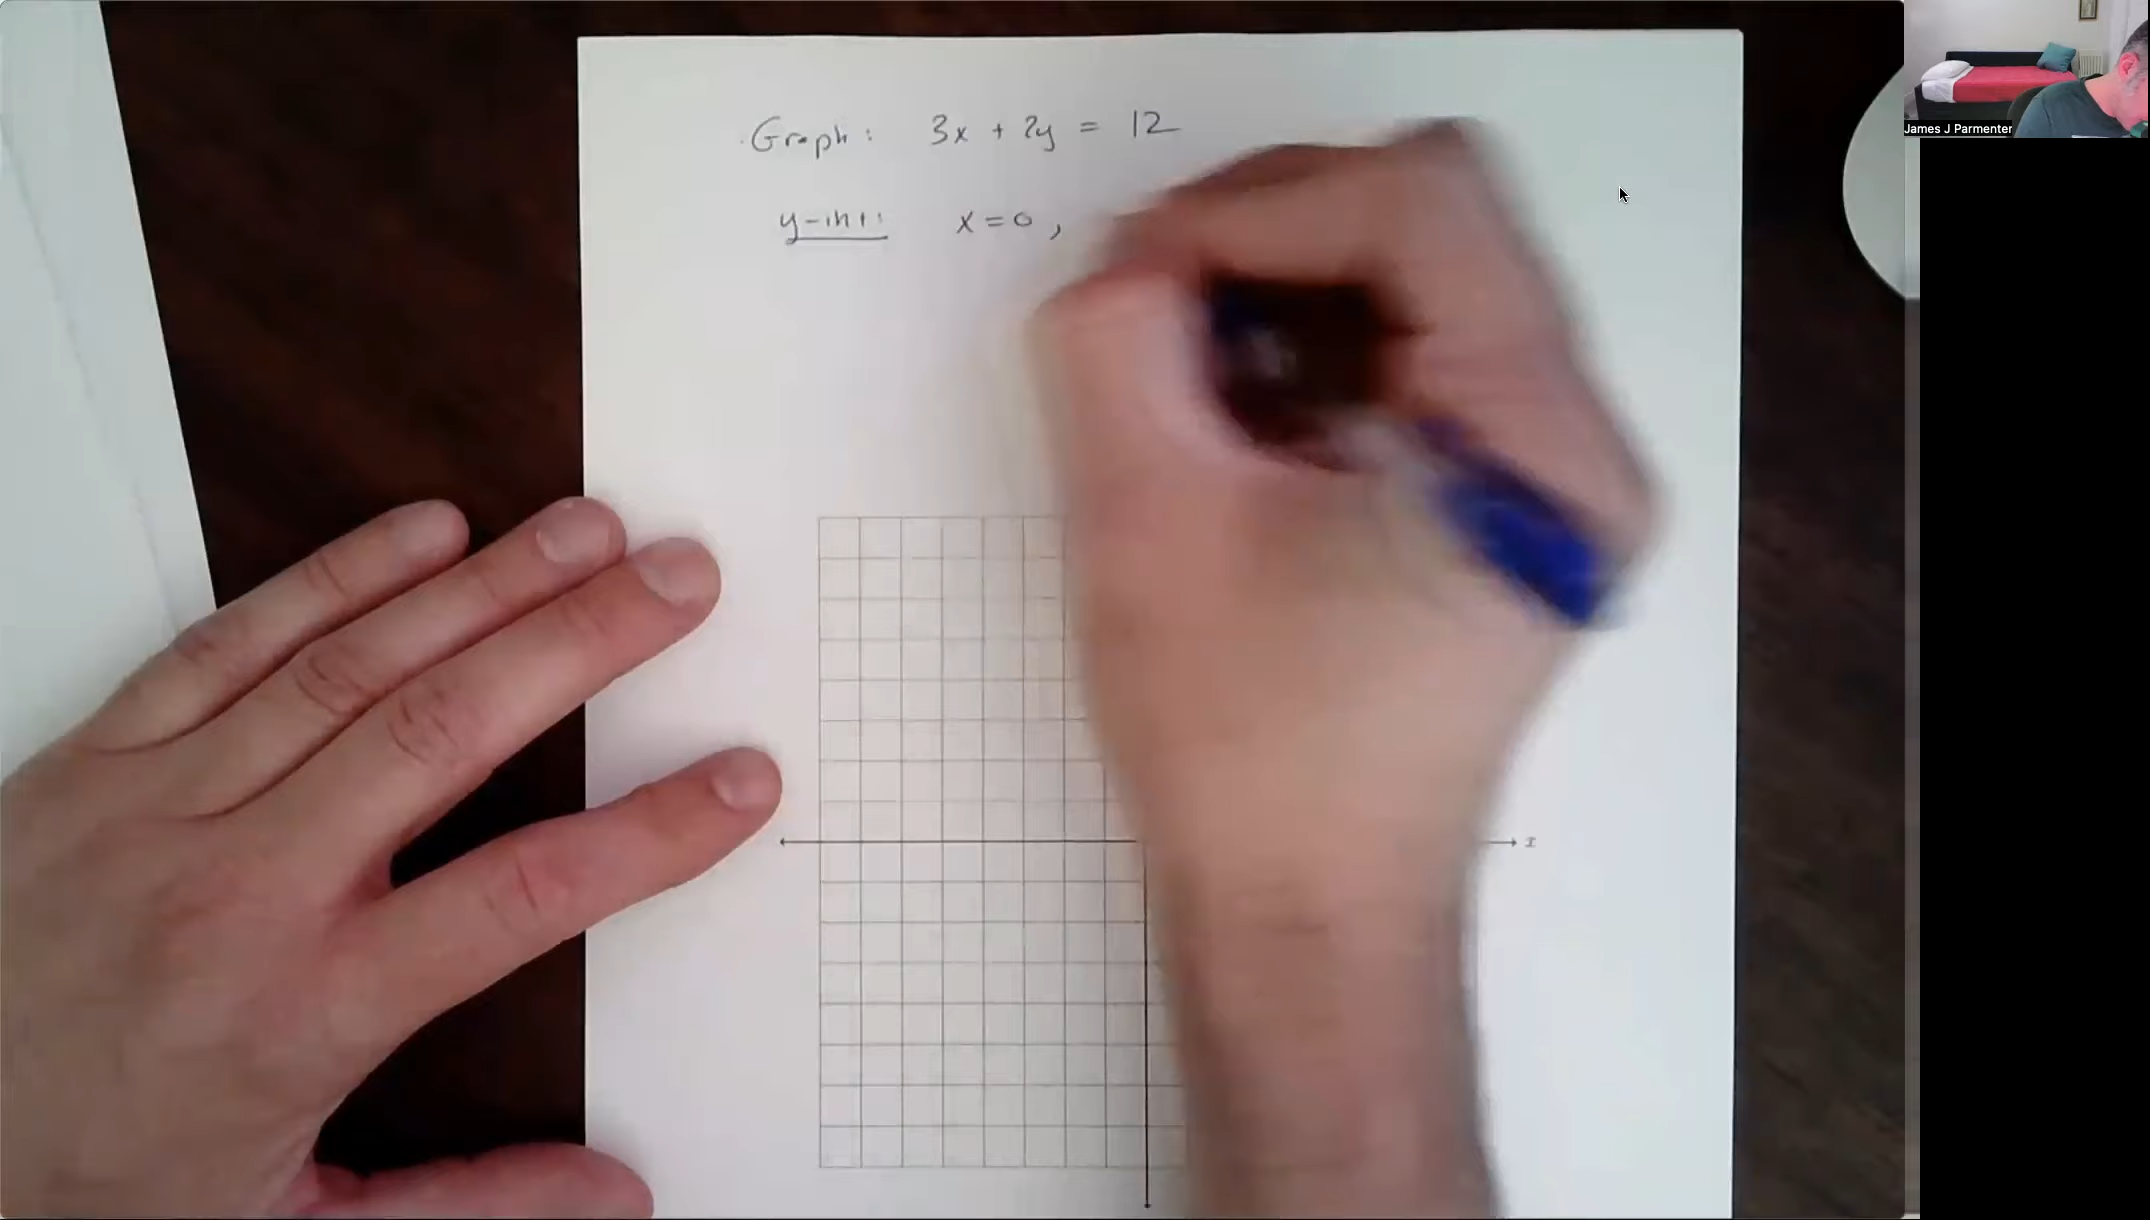 Graph: 3x + 2y = 12
y-int: x = 0,
x
James J Parmenter